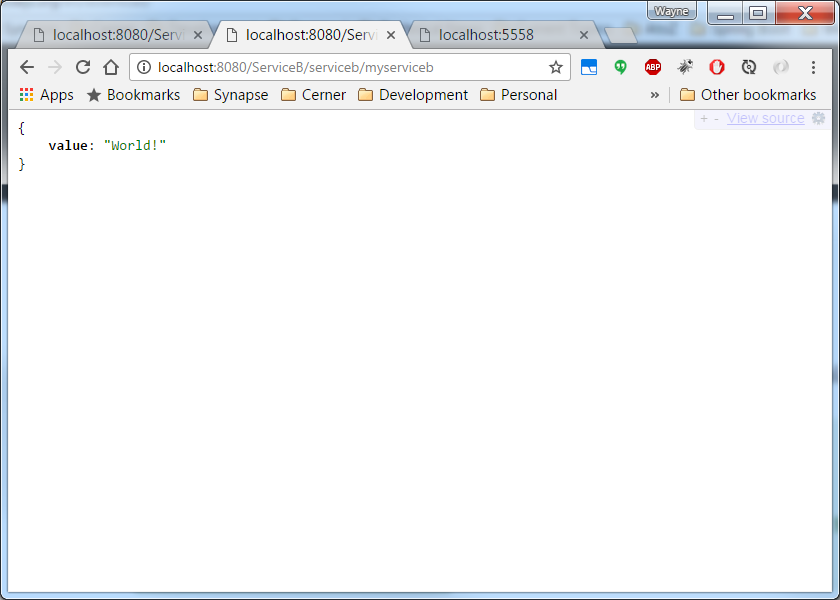 Wayne
localhost:8080/Servi localhost:8080/Servi localhost:5558
localhost:8080/ServiceB/serviceb/myserviceb ABP
Apps Bookmarks Synapse Cerner Development Personal » Other bookmarks
+ - View source
{
value: "World!"
}